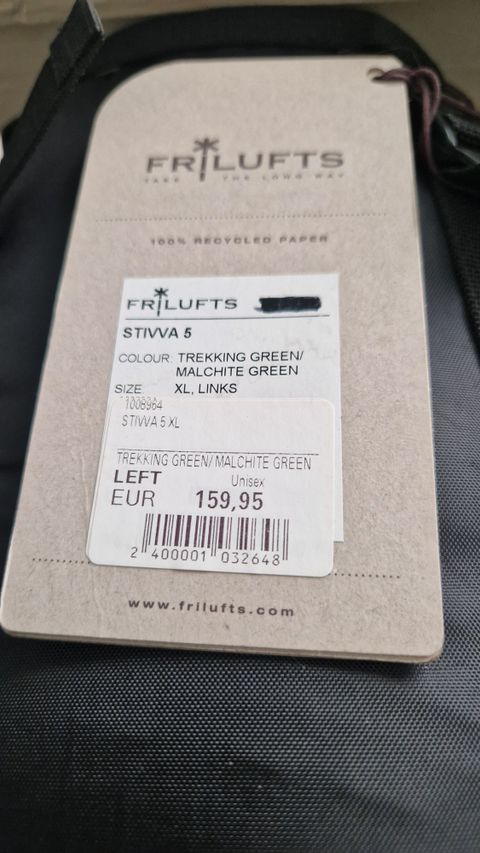 FRILUFTS
TAKE THE LONG WAY
100% RECYCLED PAPER
FRILUFTS
STIVVA 5
COLOUR: TREKKING GREEN/
MALCHITE GREEN
SIZE XL, LINKS
1008964
STIVVA 5 XL
TREKKING GREEN/ MALCHITE GREEN
LEFT Unisex
EUR 159,95
2 400001 032648
www.frilufts.com